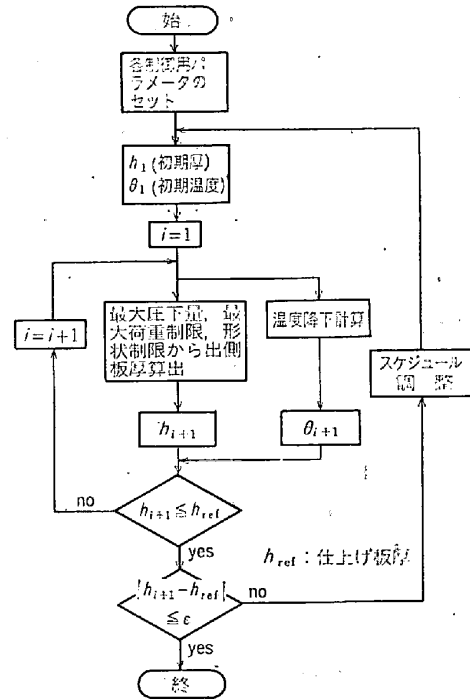 始
各制御用パ
ラメータの
セット
h₁ (初期厚)
θ₁ (初期温度)
i=1
最大圧下量，最
大荷重制限，形
状制限から出側
板厚算出
温度降下計算
i=i+1
スケジュール
調 整
hᵢ₊₁
θᵢ₊₁
no
hᵢ₊₁≦h_ref
yes
h_ref：仕上げ板厚
|hᵢ₊₁−h_ref|
≦ε
no
yes
終